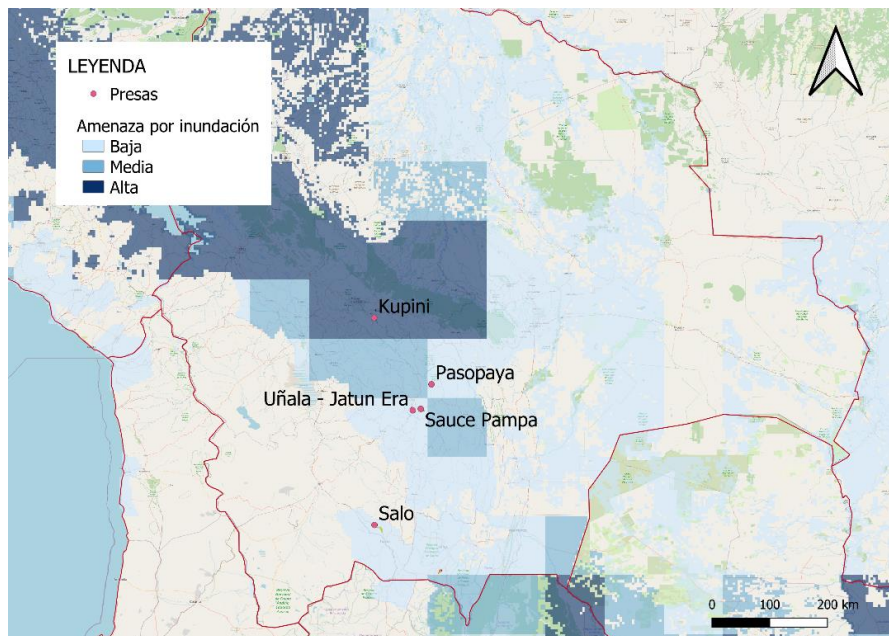 LEYENDA
Presas
Amenaza por inundación
Baja
Media
Alta
Kupini
Pasopaya
Uñala - Jatun Era
Sauce Pampa
Salo
0 100 200 km